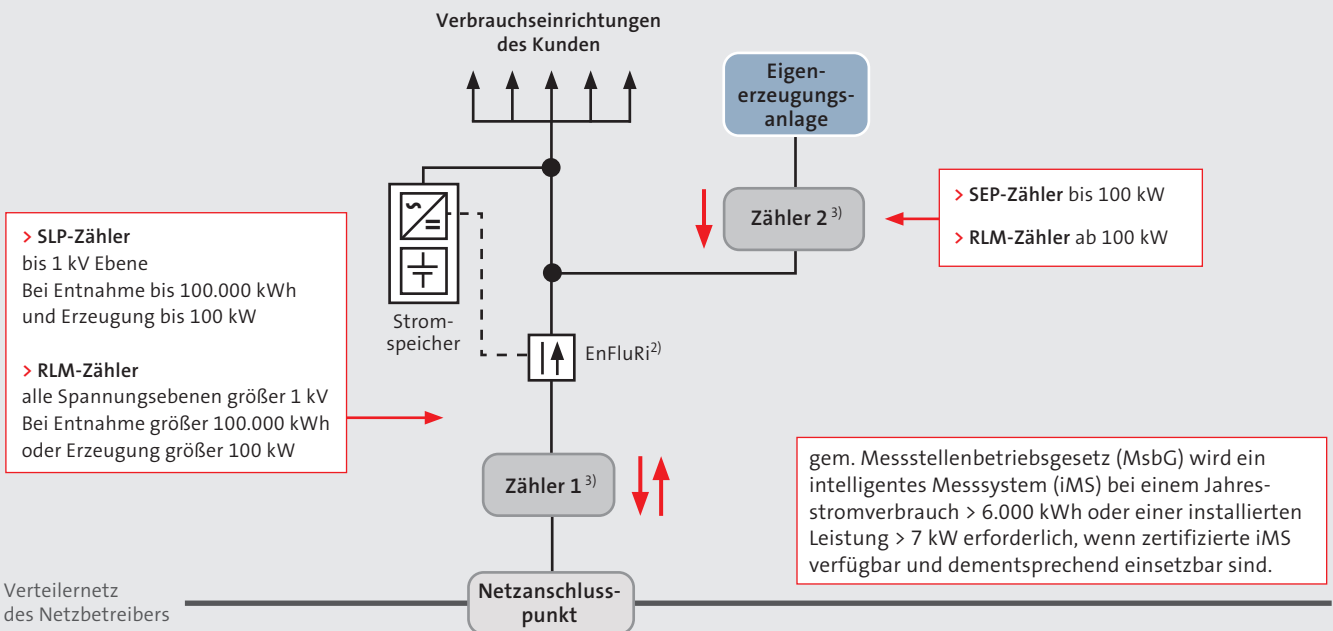 Verbrauchseinrichtungen
des Kunden
Eigen-
erzeugungs-
anlage
> SEP-Zähler bis 100 kW
> RLM-Zähler ab 100 kW
Zähler 2 3)
> SLP-Zähler
bis 1 kV Ebene
Bei Entnahme bis 100.000 kWh
und Erzeugung bis 100 kW
> RLM-Zähler
alle Spannungsebenen größer 1 kV
Bei Entnahme größer 100.000 kWh
oder Erzeugung größer 100 kW
Strom-
speicher
EnFluRi2)
Zähler 1 3)
gem. Messstellenbetriebsgesetz (MsbG) wird ein
intelligentes Messsystem (iMS) bei einem Jahres-
stromverbrauch > 6.000 kWh oder einer installierten
Leistung > 7 kW erforderlich, wenn zertifizierte iMS
verfügbar und dementsprechend einsetzbar sind.
Verteilernetz
des Netzbetreibers
Netzanschluss-
punkt